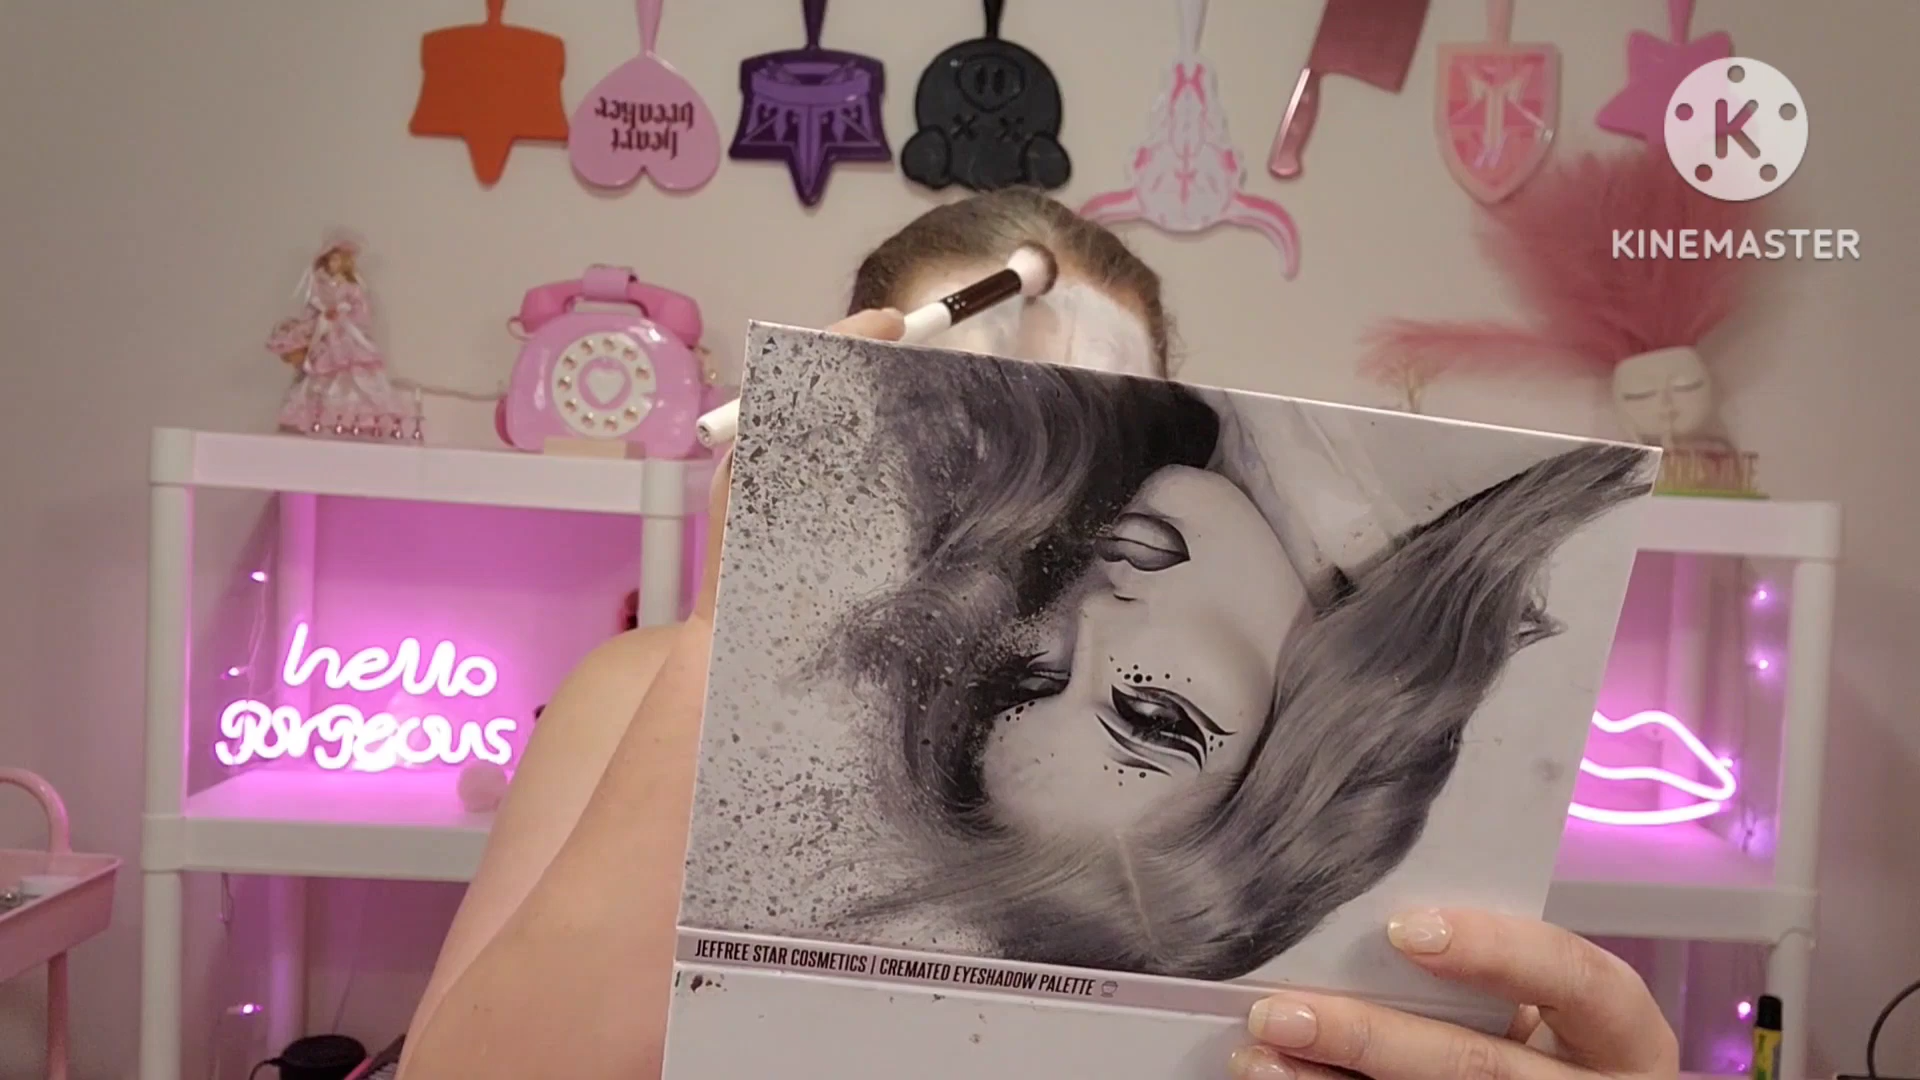 heart
breaker
K
KINEMASTER
hello
gorgeous
JEFFREE STAR COSMETICS | CREMATED EYESHADOW PALETTE